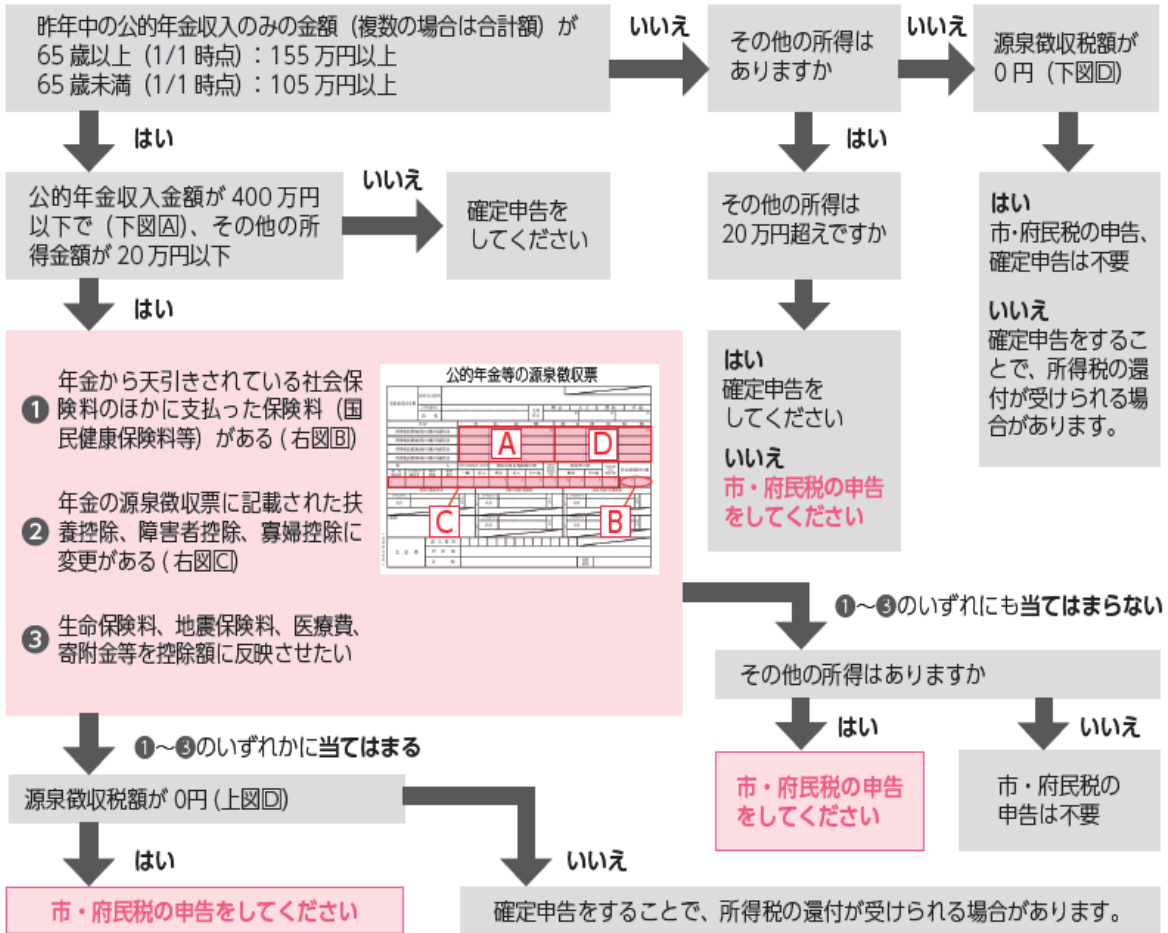 昨年中の公的年金収入のみの金額（複数の場合は合計額）が
65歳以上（1/1時点）：155万円以上
65歳未満（1/1時点）：105万円以上
いいえ
その他の所得は
ありますか
いいえ
源泉徴収税額が
0円（下図D）
はい
はい
公的年金収入金額が400万円
以下で（下図A）、その他の所
得金額が20万円以下
いいえ
確定申告を
してください
その他の所得は
20万円超えですか
はい
市・府民税の申告、
確定申告は不要
いいえ
確定申告をするこ
とで、所得税の還
付が受けられる場
合があります。
はい
はい
確定申告を
してください
いいえ
市・府民税の申告
をしてください
❶ 年金から天引きされている社会保
険料のほかに支払った保険料（国
民健康保険料等）がある(右図B)
❷ 年金の源泉徴収票に記載された扶
養控除、障害者控除、寡婦控除に
変更がある(右図C)
❸ 生命保険料、地震保険料、医療費、
寄附金等を控除額に反映させたい
公的年金等の源泉徴収票
A
D
C
B
❶～❸のいずれにも当てはまらない
その他の所得はありますか
はい
いいえ
市・府民税の申告
をしてください
市・府民税の
申告は不要
❶～❸のいずれかに当てはまる
源泉徴収税額が 0円(上図D)
はい
いいえ
市・府民税の申告をしてください
確定申告をすることで、所得税の還付が受けられる場合があります。